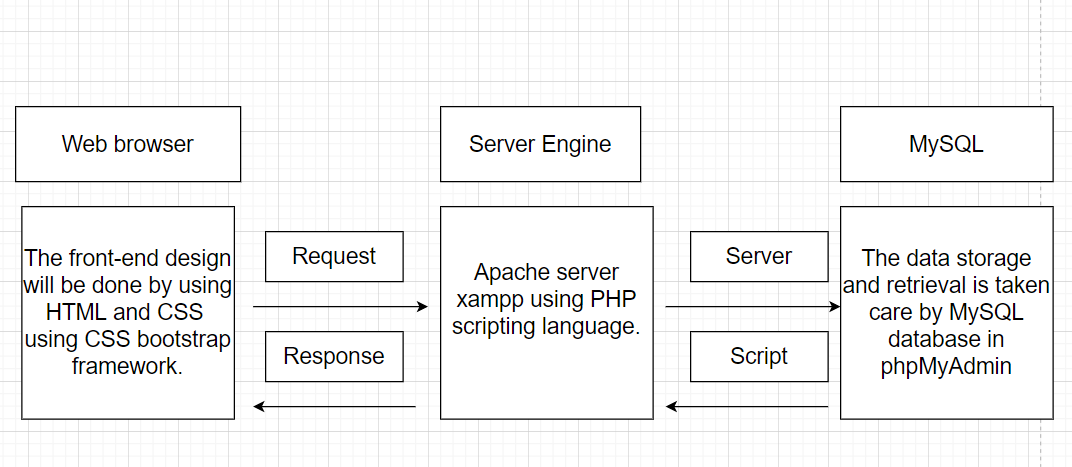 Web browser
Server Engine
MySQL
The front-end design
will be done by using
HTML and CSS
using CSS bootstrap
framework.
Request
Response
Apache server
xampp using PHP
scripting language.
Server
Script
The data storage
and retrieval is taken
care by MySQL
database in
phpMyAdmin